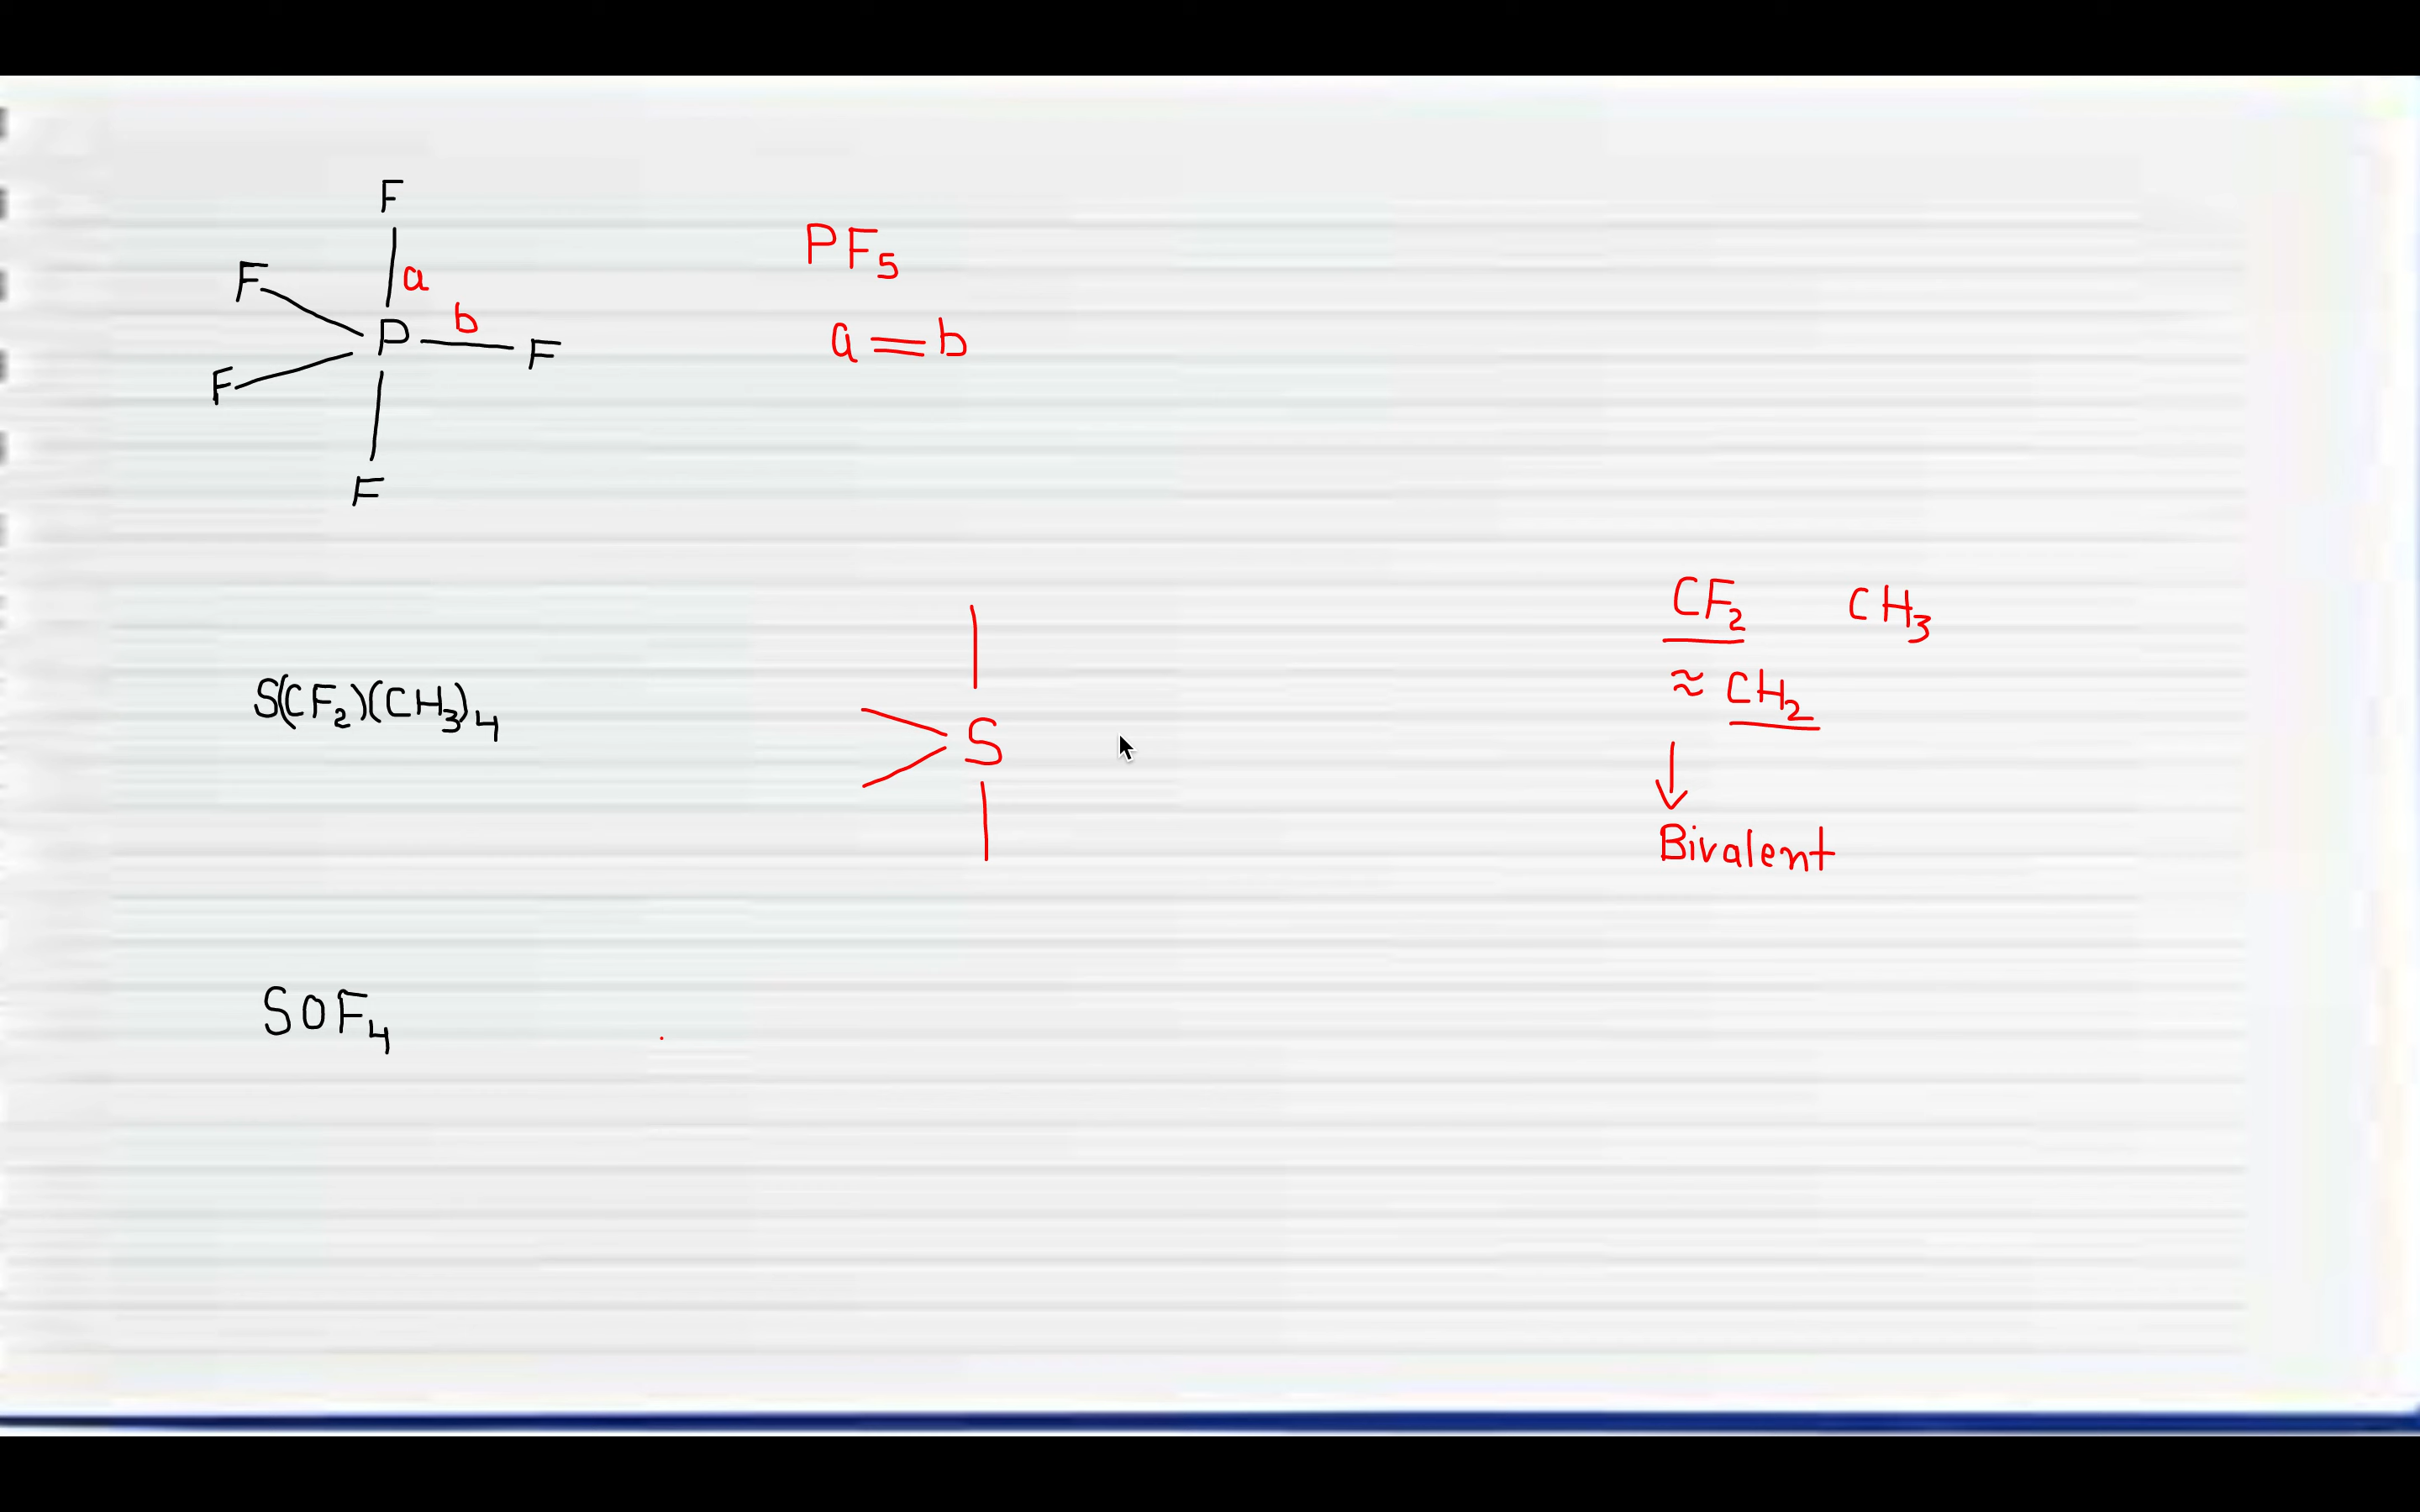 F
F
a
b
P
F
F
F
PF5
a = b
S(CF2)(CH3)4
S
CF2 CH3
≈ CH2
↓
Bivalent
SOF4